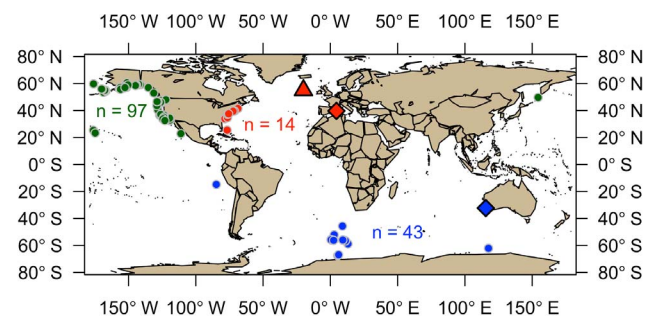 150° W 100° W 50° W 0° W 50° E 100° E 150° E
80° N 80° N
60° N 60° N
40° N n = 97 n = 14 40° N
20° N 20° N
0° S 0° S
20° S 20° S
40° S n = 43 40° S
60° S 60° S
80° S 80° S
150° W 100° W 50° W 0° W 50° E 100° E 150° E